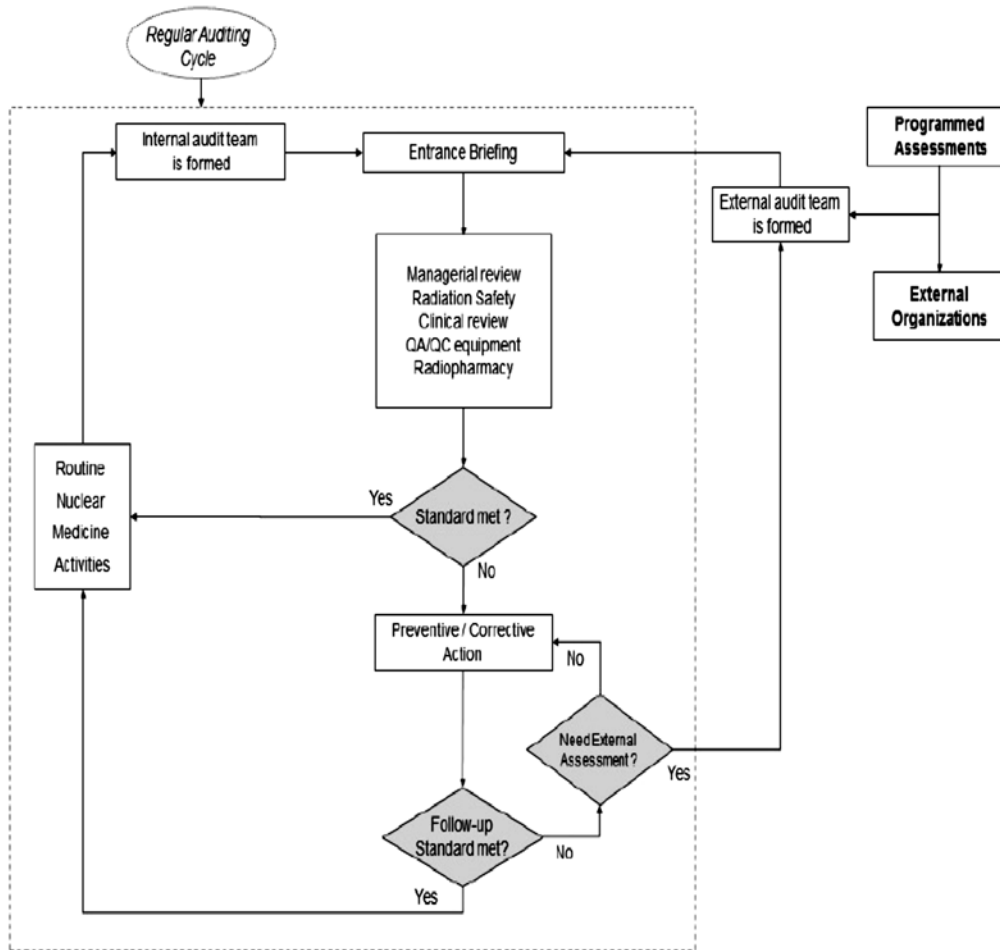 Regular Auditing
Cycle
Internal audit team
is formed
Entrance Briefing
Programmed
Assessments
External audit team
is formed
External
Organizations
Managerial review
Radiation Safety
Clinical review
QA/QC equipment
Radiopharmacy
Routine
Nuclear
Medicine
Activities
Yes
Standard met ?
No
Preventive / Corrective
Action
No
Need External
Assessment ?
Yes
Follow-up
Standard met?
No
Yes